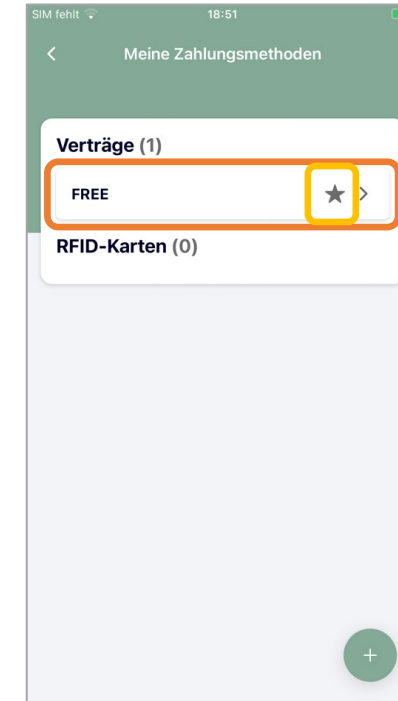 SIM fehlt 18:51
Meine Zahlungsmethoden
Verträge (1)
FREE
RFID-Karten (0)